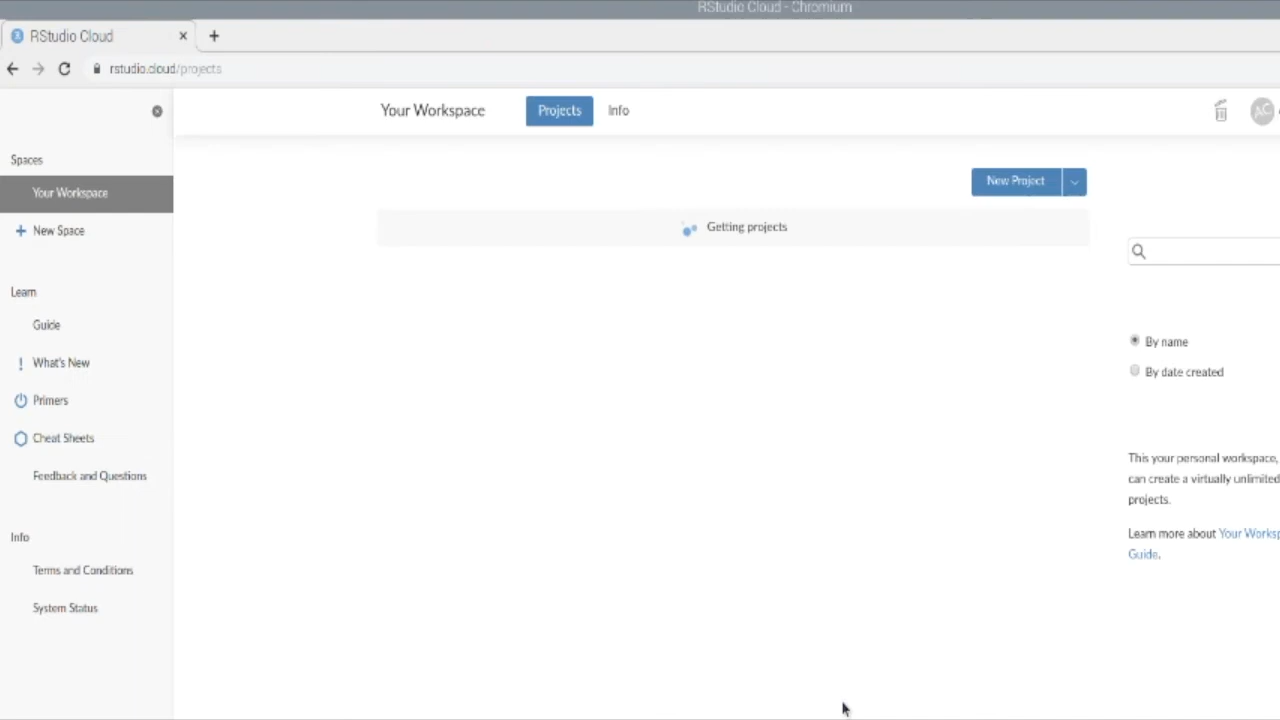 RStudio Cloud - Chromium
RStudio Cloud
rstudio.cloud/projects
Your Workspace
Projects
Info
AC
Spaces
Your Workspace
New Space
New Project
Getting projects
Learn
Guide
What's New
Primers
Cheat Sheets
Feedback and Questions
Info
Terms and Conditions
System Status
By name
By date created
This your personal workspace,
can create a virtually unlimited
projects.
Learn more about Your Worksp
Guide.